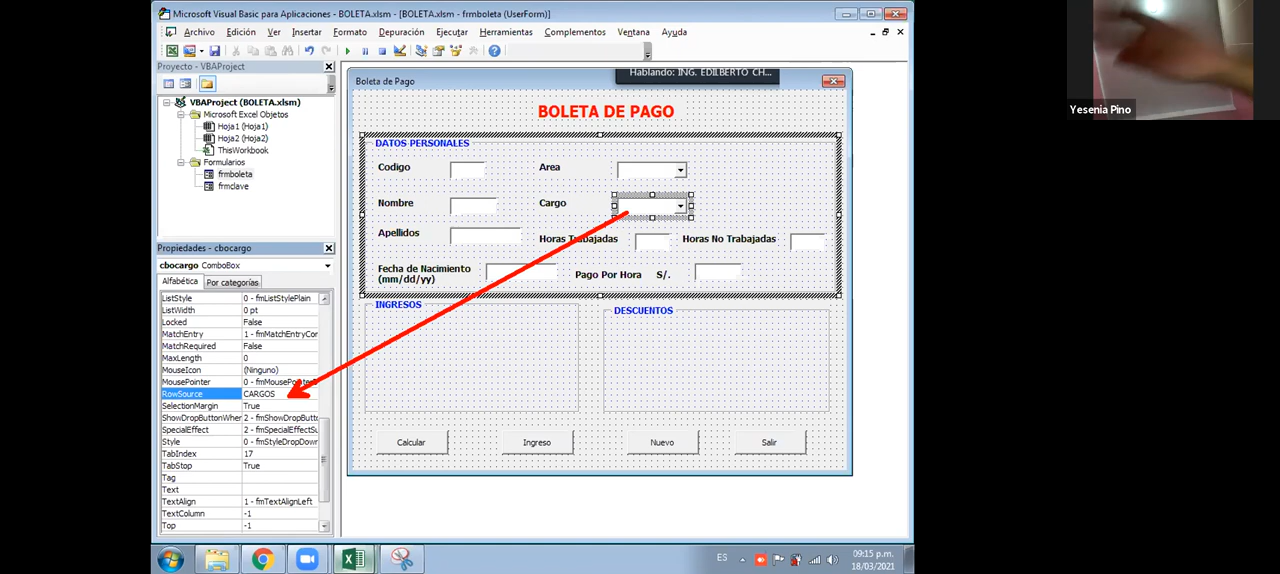 Microsoft Visual Basic para Aplicaciones - BOLETA.xlsm - [BOLETA.xlsm - frmboleta (UserForm)]
Archivo Edición Ver Insertar Formato Depuración Ejecutar Herramientas Complementos Ventana Ayuda
Proyecto - VBAProject
VBAProject (BOLETA.xlsm)
Microsoft Excel Objetos
Hoja1 (Hoja1)
Hoja2 (Hoja2)
ThisWorkbook
Formularios
frmboleta
frmclave
Propiedades - cbocargo
cbocargo ComboBox
Alfabética Por categorías
ListStyle 0 - fmListStylePlain
ListWidth 0 pt
Locked False
MatchEntry 1 - fmMatchEntryCor
MatchRequired False
MaxLength 0
MouseIcon (Ninguno)
MousePointer 0 - fmMousePointer
RowSource CARGOS
SelectionMargin True
ShowDropButtonWher 2 - fmShowDropButt
SpecialEffect 2 - fmSpecialEffectSu
Style 0 - fmStyleDropDown
TabIndex 17
TabStop True
Tag
Text
TextAlign 1 - fmTextAlignLeft
TextColumn -1
Top -1
Boleta de Pago
Hablando: ING. EDILBERTO CH...
BOLETA DE PAGO
DATOS PERSONALES
Codigo Area
Nombre Cargo
Apellidos Horas Trabajadas Horas No Trabajadas
Fecha de Nacimiento
(mm/dd/yy) Pago Por Hora S/.
INGRESOS DESCUENTOS
Calcular Ingreso Nuevo Salir
Yesenia Pino
ES
09:15 p.m.
18/03/2021